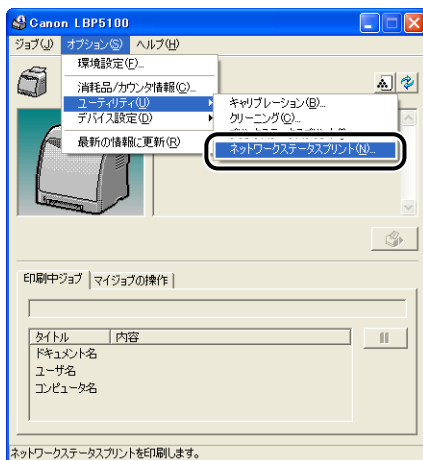 Canon LBP5100
ジョブ(J) オプション(S) ヘルプ(H)
環境設定(F)...
消耗品/カウンタ情報(C)...
ユーティリティ(U)
デバイス設定(D)
最新の情報に更新(R)
キャリブレーション(B)...
クリーニング(G)...
ネットワークステータスプリント(N)...
印刷中ジョブ マイジョブの操作
タイトル 内容
ドキュメント名
ユーザ名
コンピュータ名
ネットワークステータスプリントを印刷します。